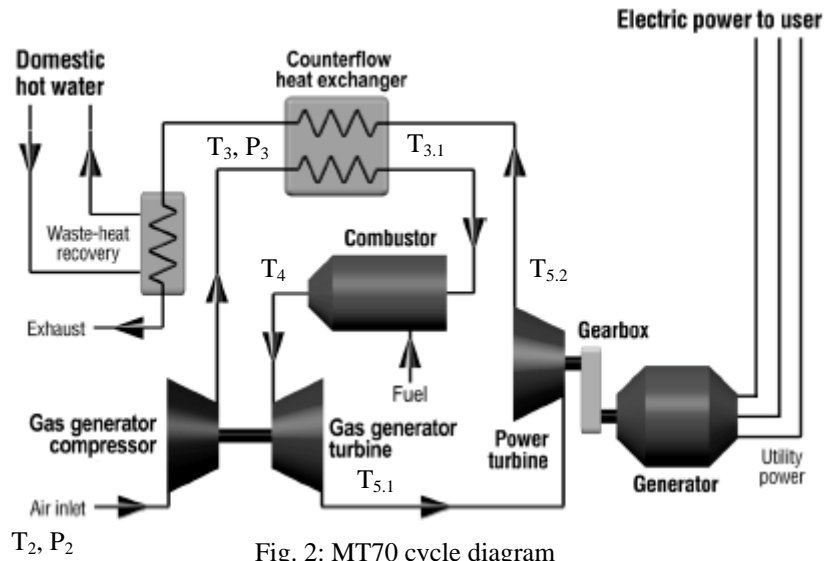 Electric power to user
Domestic
hot water
Counterflow
heat exchanger
T3, P3
T3.1
Waste-heat
recovery
Combustor
T4
T5.2
Exhaust
Gearbox
Fuel
Gas generator
compressor
Gas generator
turbine
Power
turbine
Generator
Utility
power
T5.1
Air inlet
T2, P2
Fig. 2: MT70 cycle diagram